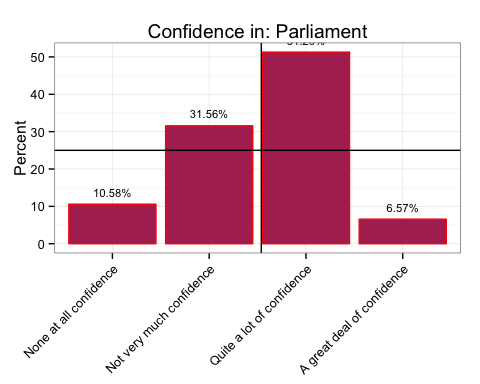 Confidence in: Parliament
Percent
50
40
30
20
10
0
10.58%
31.56%
6.57%
None at all confidence
Not very much confidence
Quite a lot of confidence
A great deal of confidence